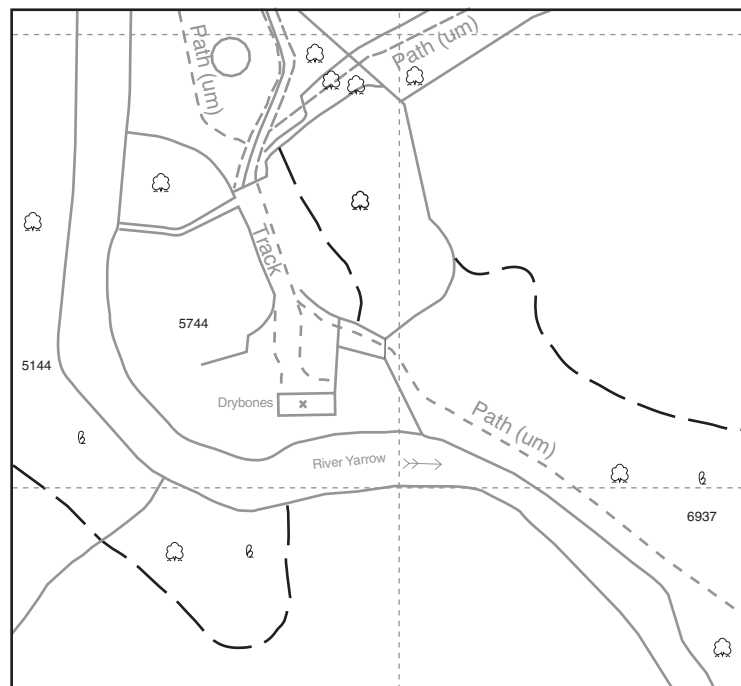 Path (um)
Path (um)
Track
5744
5144
Drybones
Path (um)
River Yarrow
6937